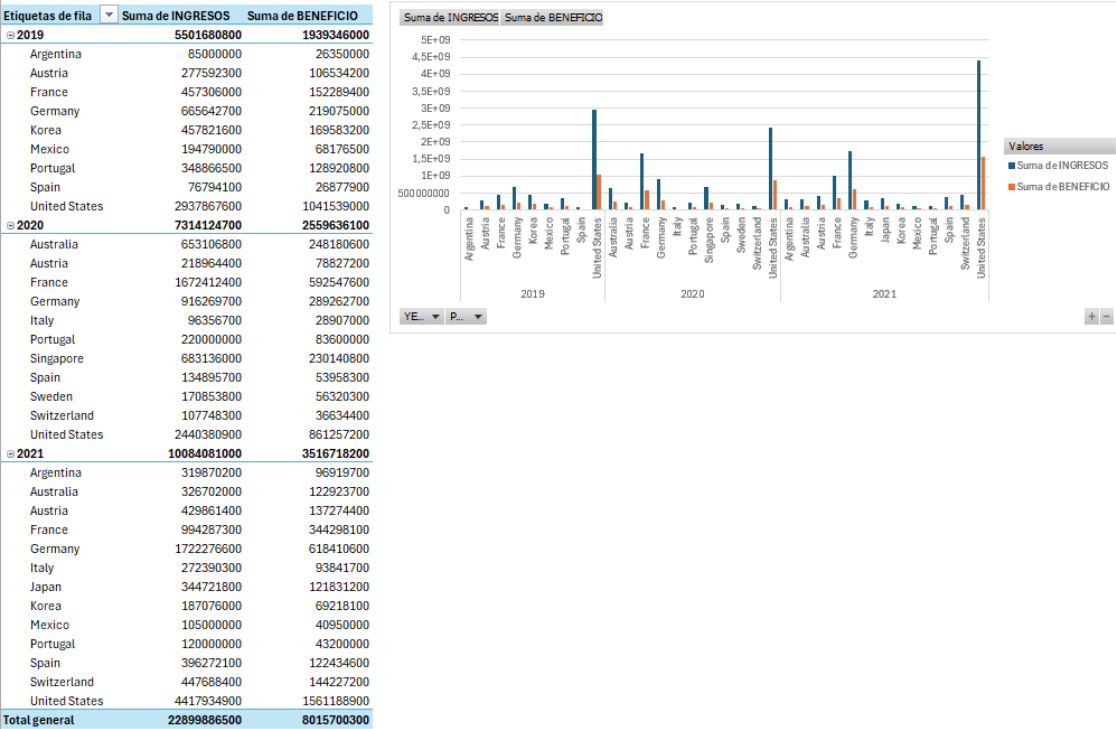 Etiquetas de fila Suma de INGRESOS Suma de BENEFICIO
2019 5501680800 1939346000
Argentina 85000000 26350000
Austria 277592300 106534200
France 457306000 152289400
Germany 665642700 219075000
Korea 457821600 169583200
Mexico 194790000 68176500
Portugal 348866500 128920800
Spain 76794100 26877900
United States 2937867600 1041539000
2020 7314124700 2559636100
Australia 653106800 248180600
Austria 218964400 78827200
France 1672412400 592547600
Germany 916269700 289262700
Italy 96356700 28907000
Portugal 220000000 83600000
Singapore 683136000 230140800
Spain 134895700 53958300
Sweden 170853800 56320300
Switzerland 107748300 36634400
United States 2440380900 861257200
2021 10084081000 3516718200
Argentina 319870200 96919700
Australia 326702000 122923700
Austria 429861400 137274400
France 994287300 344298100
Germany 1722276600 618410600
Italy 272390300 93841700
Japan 344721800 121831200
Korea 187076000 69218100
Mexico 105000000 40950000
Portugal 120000000 43200000
Spain 396272100 122434600
Switzerland 447688400 144227200
United States 4417934900 1561188900
Total general 22899886500 8015700300
Suma de INGRESOS Suma de BENEFICIO
5E+09
4,5E+09
4E+09
3,5E+09
3E+09
2,5E+09
2E+09
1,5E+09
1E+09
500000000
0
Argentina
Austria
France
Germany
Korea
Mexico
Portugal
Spain
United States
Australia
Austria
France
Germany
Italy
Portugal
Singapore
Spain
Sweden
Switzerland
United States
Argentina
Australia
Austria
France
Germany
Italy
Japan
Korea
Mexico
Portugal
Spain
Switzerland
United States
2019 2020 2021
Valores
Suma de INGRESOS
Suma de BENEFICIO
YE... P...
+ −